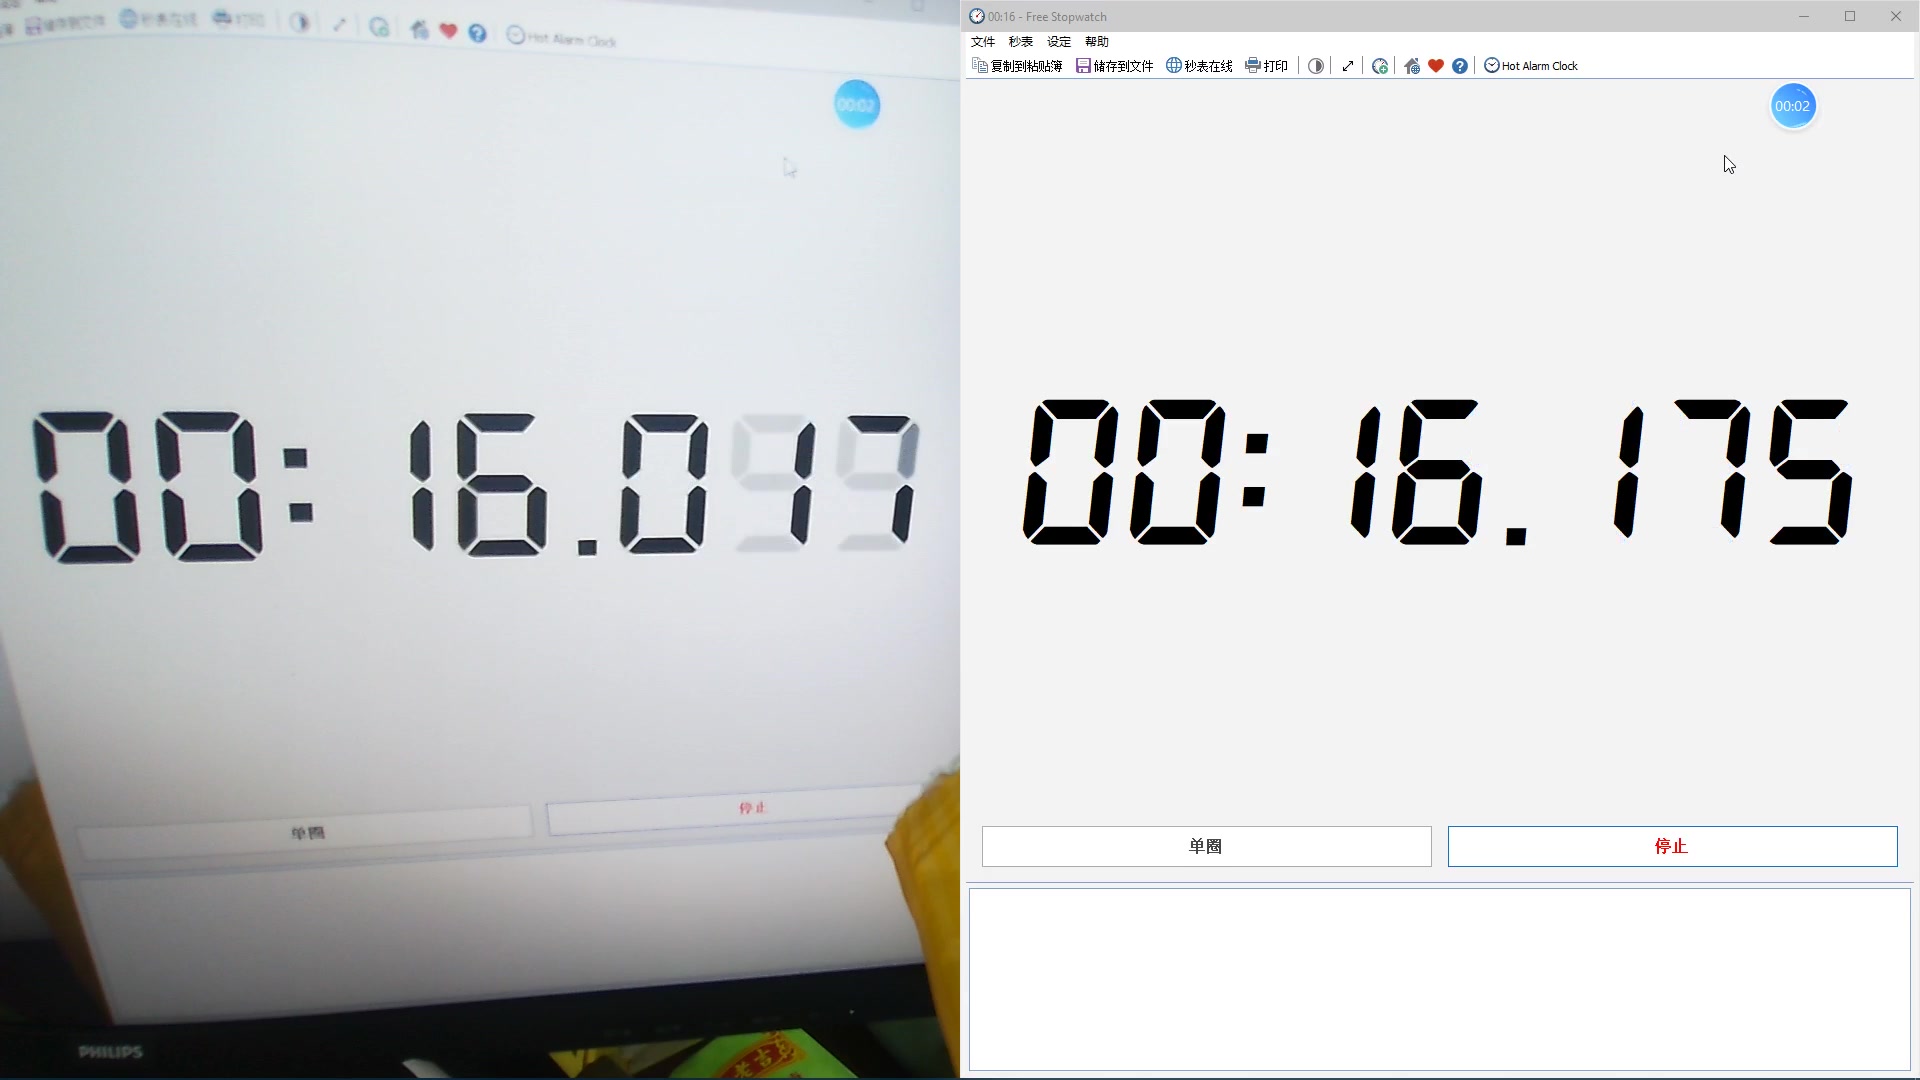 储存到文件 秒表在线 打印 Hot Alarm Clock
00:02
00:16.017
单圈 停止
PHILIPS
00:16 - Free Stopwatch
文件 秒表 设定 帮助
复制到粘贴簿 储存到文件 秒表在线 打印 Hot Alarm Clock
00:02
00:16.175
单圈 停止